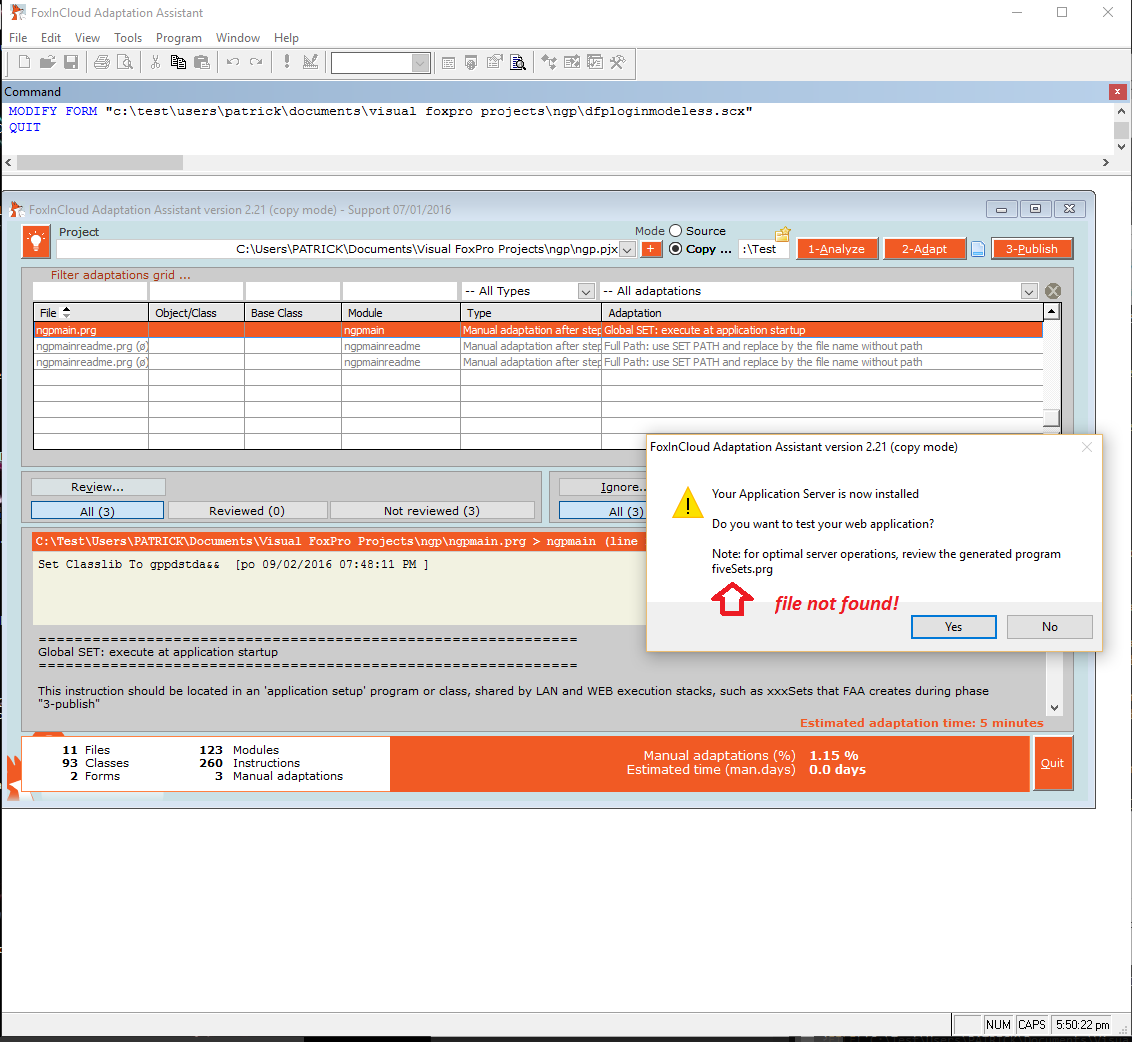 FoxInCloud Adaptation Assistant
File Edit View Tools Program Window Help
Command
MODIFY FORM "c:\test\users\patrick\documents\visual foxpro projects\ngp\dfploginmodeless.scx"
QUIT
FoxInCloud Adaptation Assistant version 2.21 (copy mode) - Support 07/01/2016
Project
Mode Source
C:\Users\PATRICK\Documents\Visual FoxPro Projects\ngp\ngp.pjx + Copy ... :\Test 1-Analyze 2-Adapt 3-Publish
Filter adaptations grid ...
-- All Types -- All adaptations
File Object/Class Base Class Module Type Adaptation
ngpmain.prg ngpmain Manual adaptation after step Global SET: execute at application startup
ngpmainreadme.prg (ø) ngpmainreadme Manual adaptation after step Full Path: use SET PATH and replace by the file name without path
ngpmainreadme.prg (ø) ngpmainreadme Manual adaptation after step Full Path: use SET PATH and replace by the file name without path
Review... Ignore..
All (3) Reviewed (0) Not reviewed (3) All (3)
C:\Test\Users\PATRICK\Documents\Visual FoxPro Projects\ngp\ngpmain.prg > ngpmain (line
Set Classlib To gppdstda&& [po 09/02/2016 07:48:11 PM ]
============================================================
Global SET: execute at application startup
============================================================
This instruction should be located in an 'application setup' program or class, shared by LAN and WEB execution stacks, such as xxxSets that FAA creates during phase
"3-publish"
Estimated adaptation time: 5 minutes
FoxInCloud Adaptation Assistant version 2.21 (copy mode)
Your Application Server is now installed
Do you want to test your web application?
Note: for optimal server operations, review the generated program
fiveSets.prg
file not found!
Yes No
11 Files 123 Modules
93 Classes 260 Instructions
2 Forms 3 Manual adaptations
Manual adaptations (%) 1.15 %
Estimated time (man.days) 0.0 days
Quit
NUM CAPS 5:50:22 pm